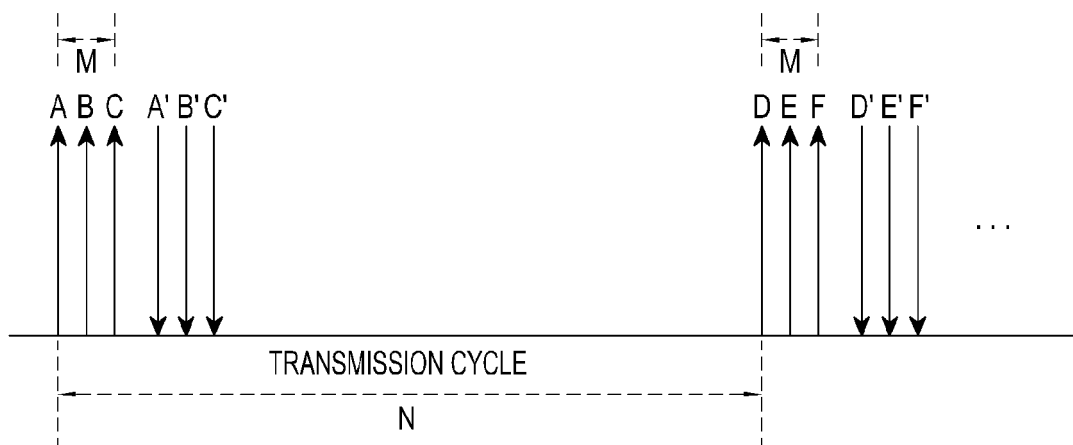 M M
A B C A' B' C' D E F D' E' F'
...
TRANSMISSION CYCLE
N